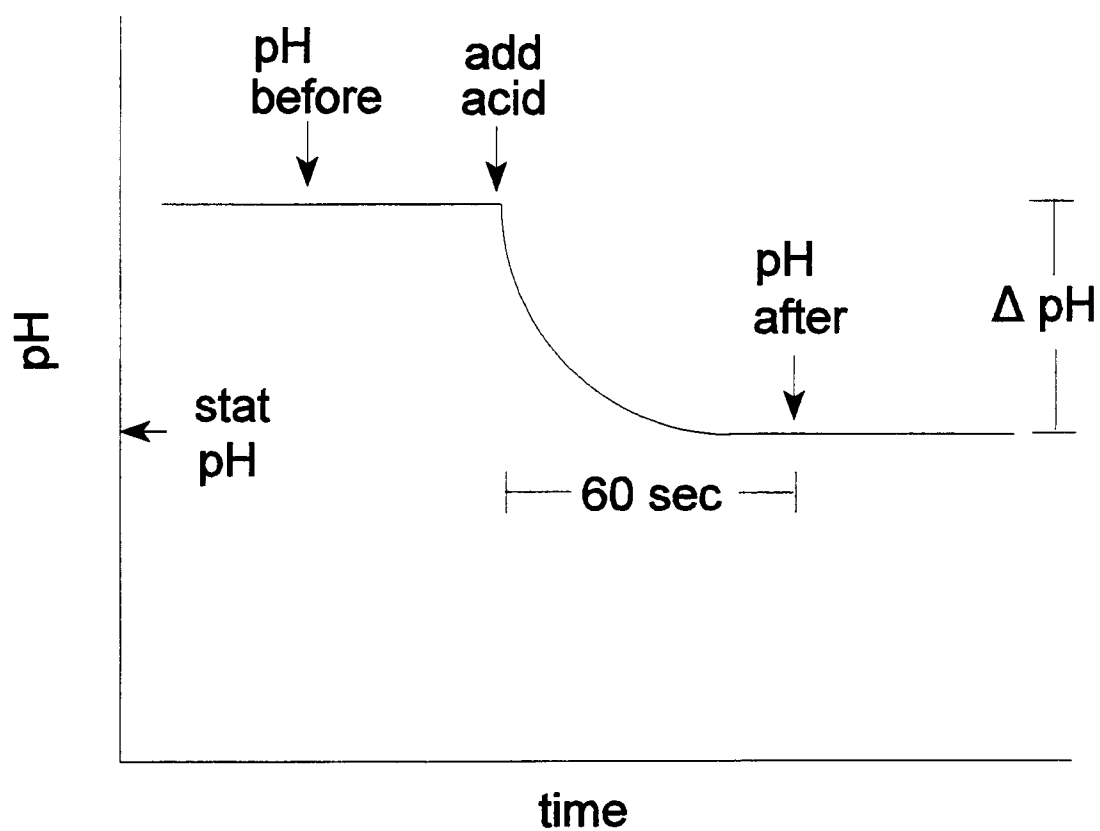 pH
before
add
acid
pH
after
Δ pH
pH
stat
pH
60 sec
time